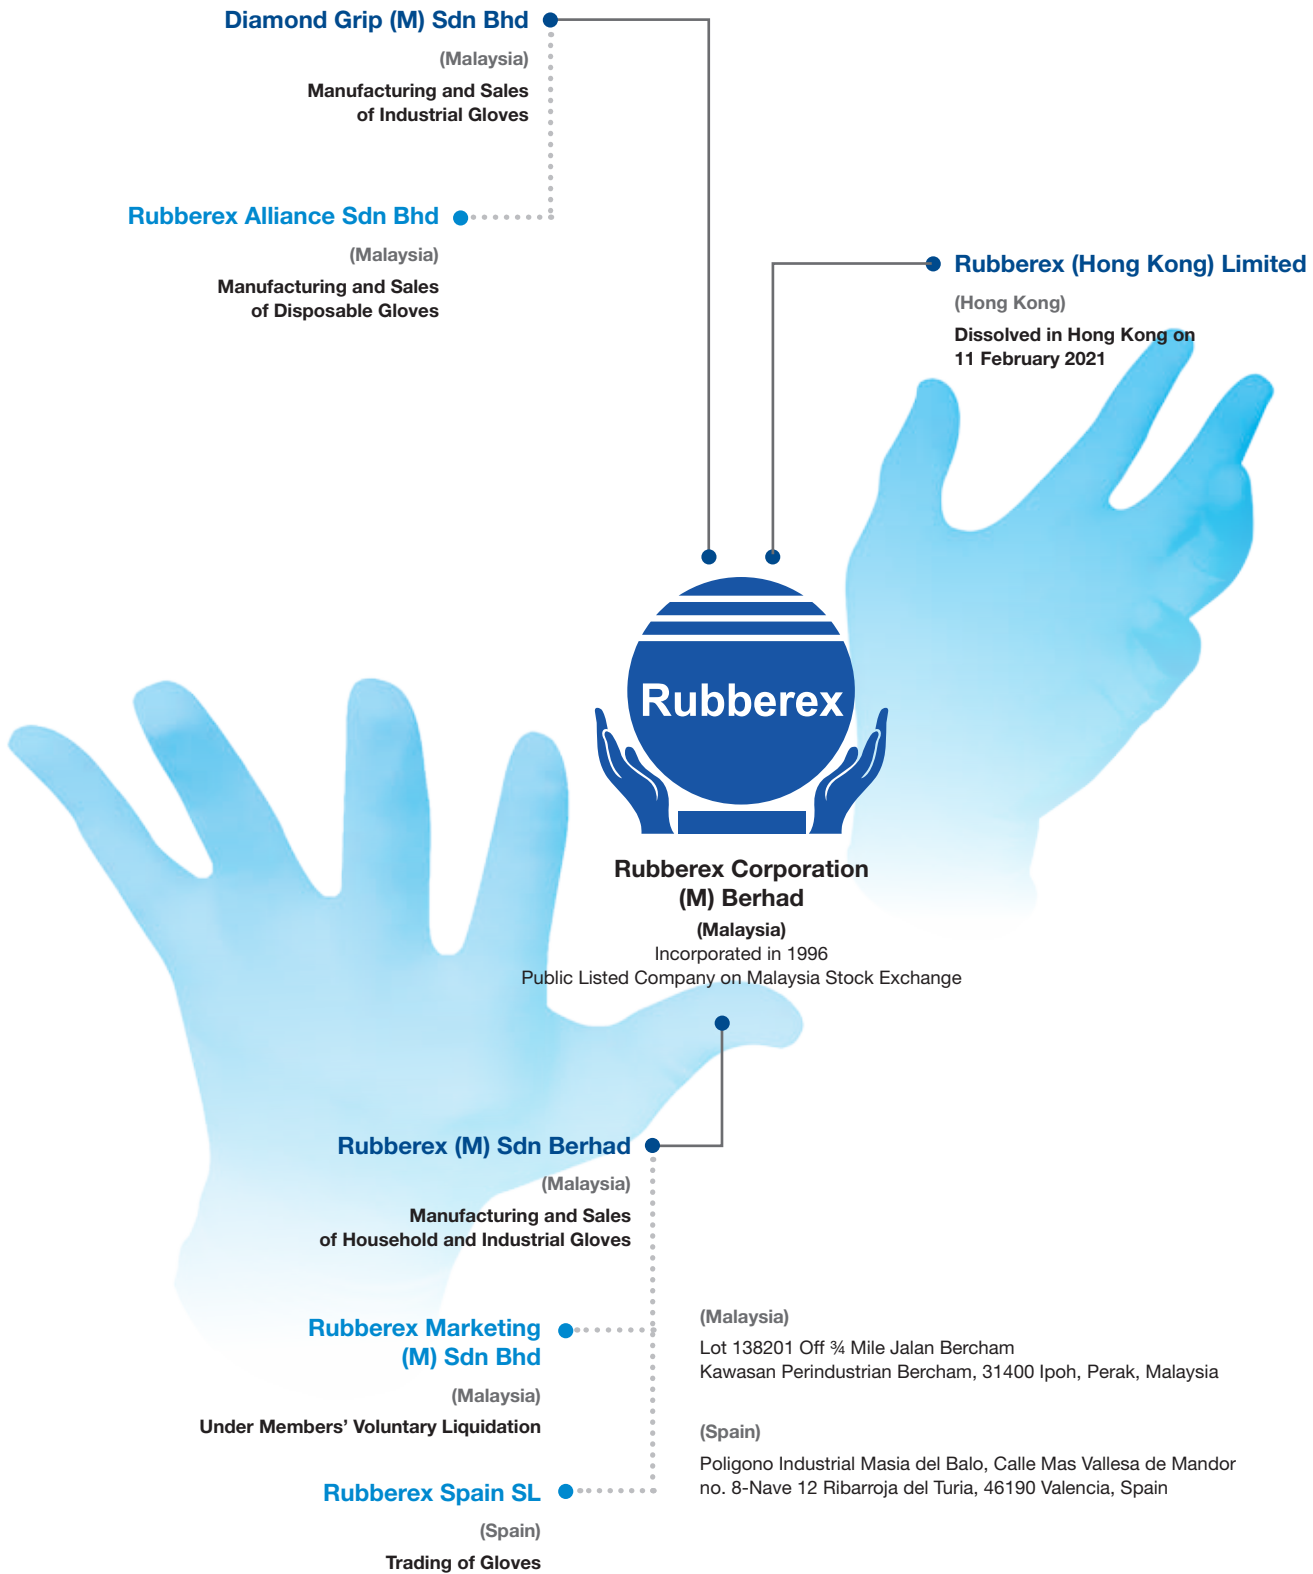 Diamond Grip (M) Sdn Bhd
(Malaysia)
Manufacturing and Sales
of Industrial Gloves
Rubberex Alliance Sdn Bhd
(Malaysia)
Manufacturing and Sales
of Disposable Gloves
Rubberex (Hong Kong) Limited
(Hong Kong)
Dissolved in Hong Kong on
11 February 2021
Rubberex
Rubberex Corporation
(M) Berhad
(Malaysia)
Incorporated in 1996
Public Listed Company on Malaysia Stock Exchange
Rubberex (M) Sdn Berhad
(Malaysia)
Manufacturing and Sales
of Household and Industrial Gloves
Rubberex Marketing
(M) Sdn Bhd
(Malaysia)
Under Members’ Voluntary Liquidation
Rubberex Spain SL
(Spain)
Trading of Gloves
(Malaysia)
Lot 138201 Off ¾ Mile Jalan Bercham
Kawasan Perindustrian Bercham, 31400 Ipoh, Perak, Malaysia
(Spain)
Poligono Industrial Masia del Balo, Calle Mas Vallesa de Mandor
no. 8-Nave 12 Ribarroja del Turia, 46190 Valencia, Spain